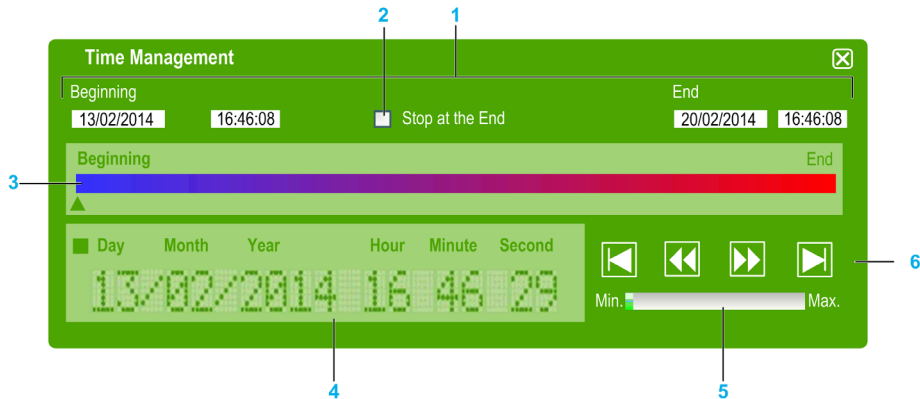 2 1
Time Management
Beginning End
13/02/2014 16:46:08 Stop at the End 20/02/2014 16:46:08
Beginning End
3
Day Month Year Hour Minute Second
13/02/2014 16 46 29
6
Min. Max.
4 5